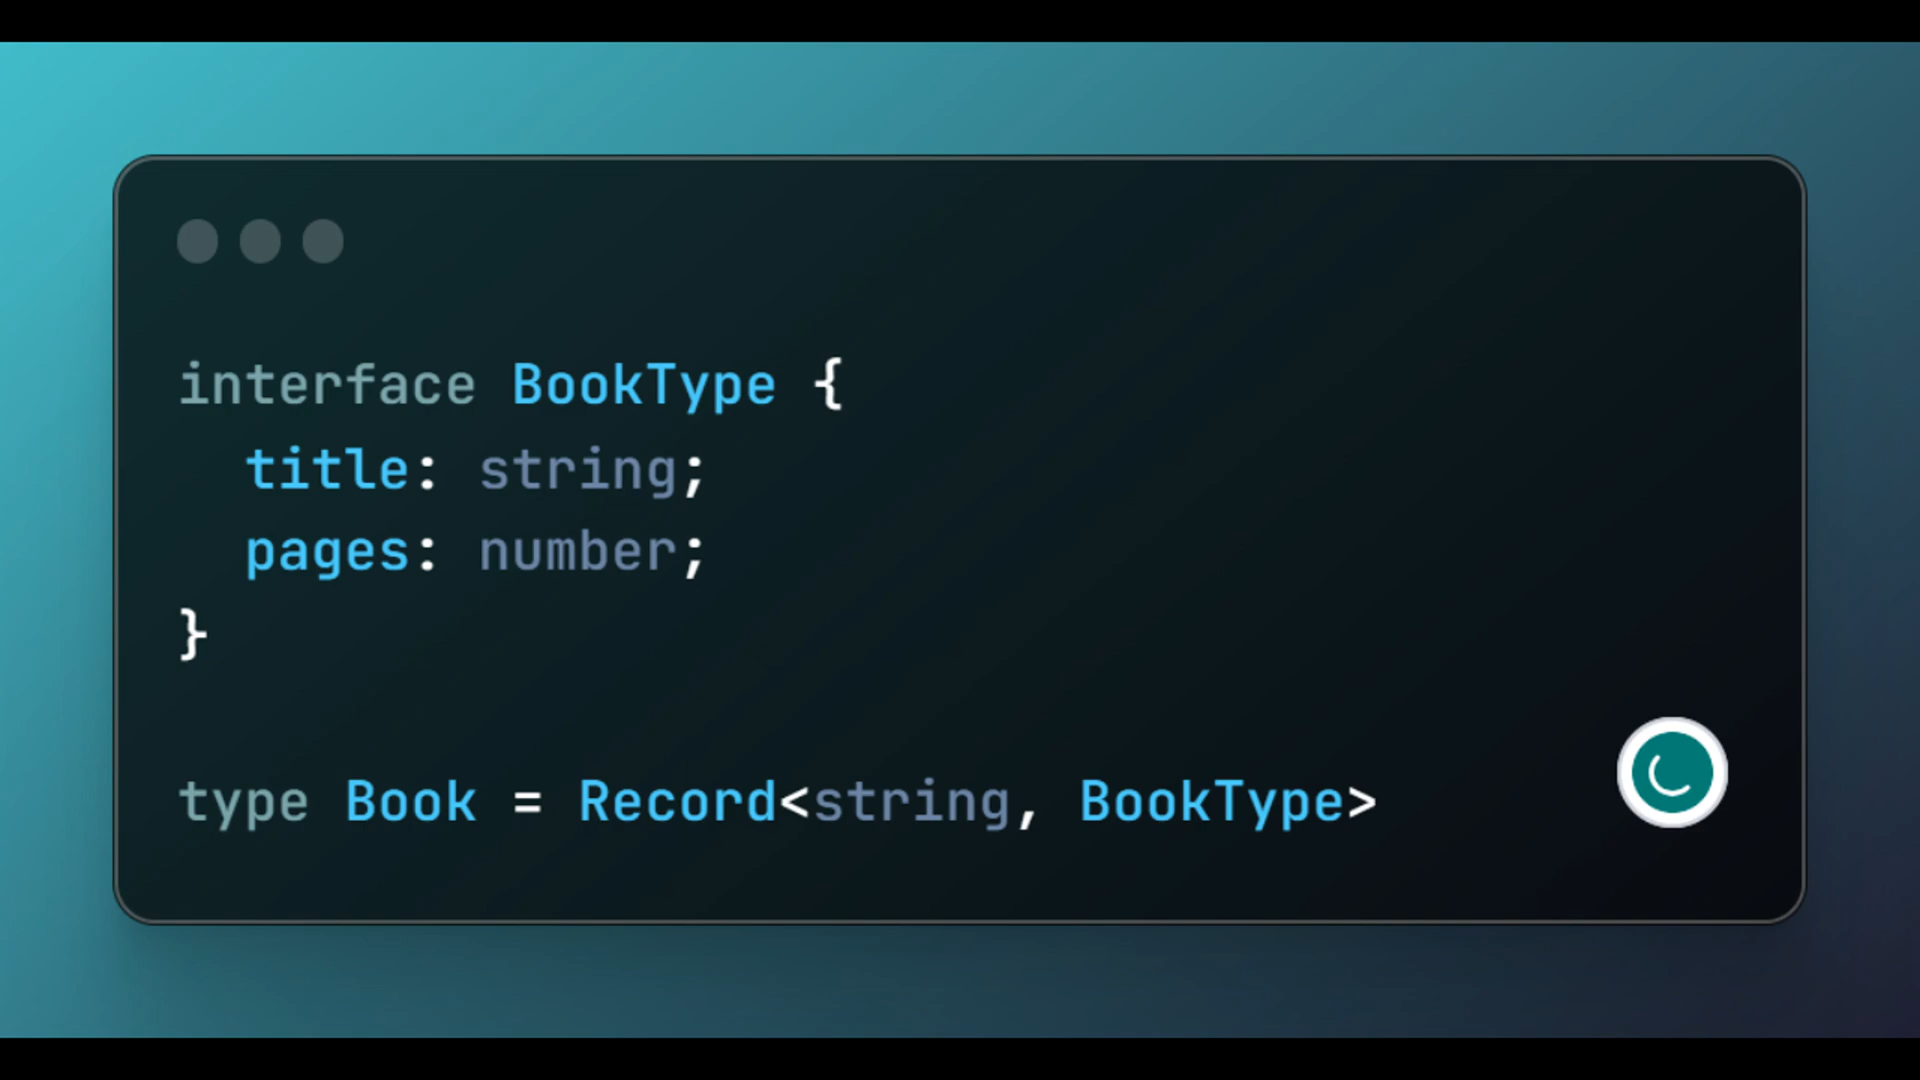 interface BookType {
  title: string;
  pages: number;
}
type Book = Record<string, BookType>